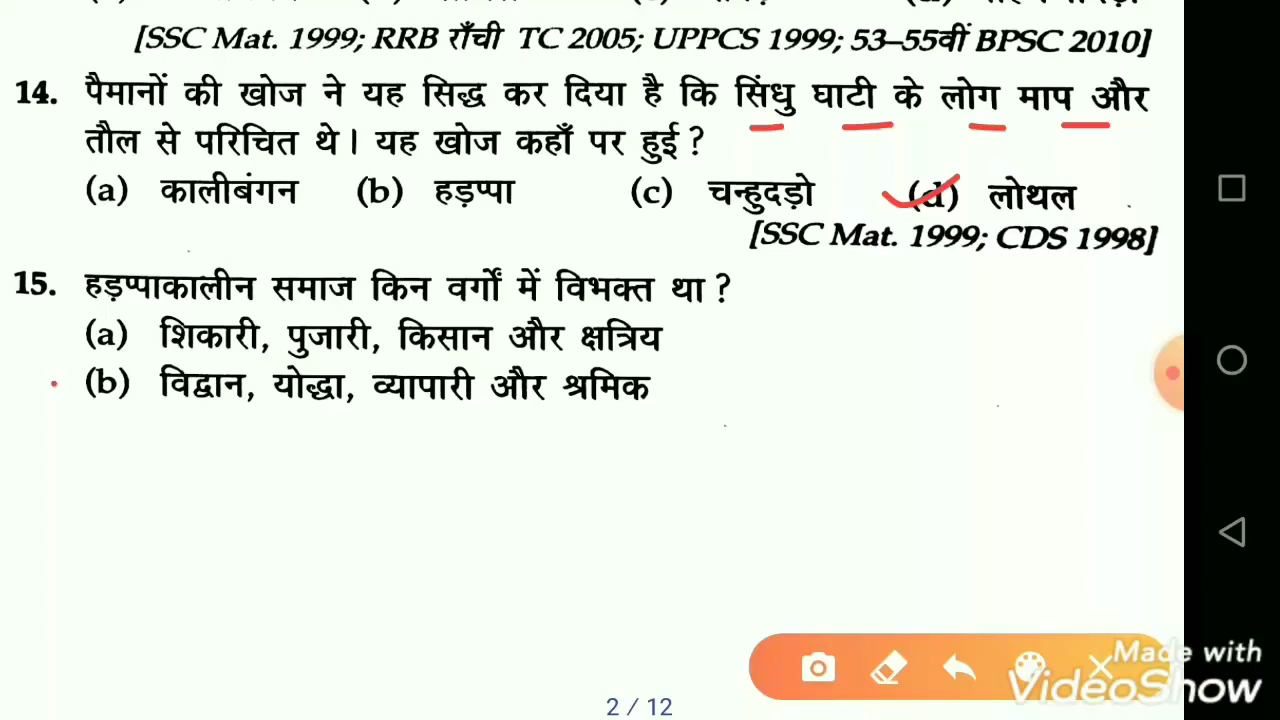 [SSC Mat. 1999; RRB राँची TC 2005; UPPCS 1999; 53–55वीं BPSC 2010]
14. पैमानों की खोज ने यह सिद्ध कर दिया है कि सिंधु घाटी के लोग माप और
तौल से परिचित थे। यह खोज कहाँ पर हुई?
(a) कालीबंगन (b) हड़प्पा (c) चन्हुदड़ो (d) लोथल
[SSC Mat. 1999; CDS 1998]
15. हड़प्पाकालीन समाज किन वर्गों में विभक्त था?
(a) शिकारी, पुजारी, किसान और क्षत्रिय
(b) विद्वान, योद्धा, व्यापारी और श्रमिक
Made with
VideoShow
2 / 12